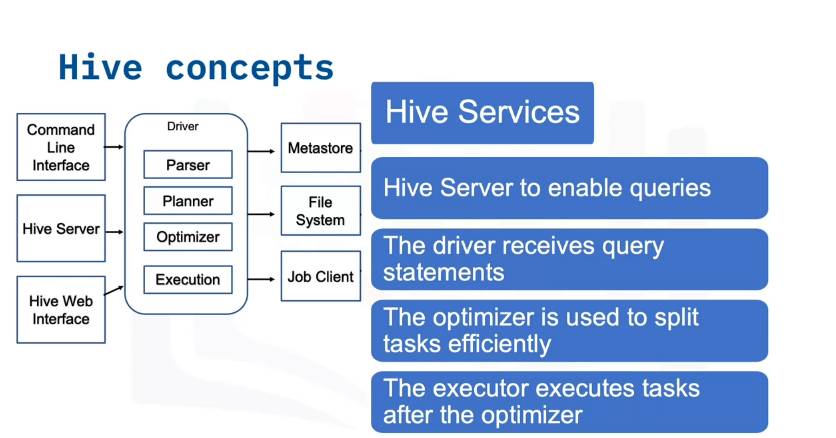 Hive concepts
Command
Line
Interface
Hive Server
Hive Web
Interface
Driver
Parser
Planner
Optimizer
Execution
Metastore
File
System
Job Client
Hive Services
Hive Server to enable queries
The driver receives query
statements
The optimizer is used to split
tasks efficiently
The executor executes tasks
after the optimizer